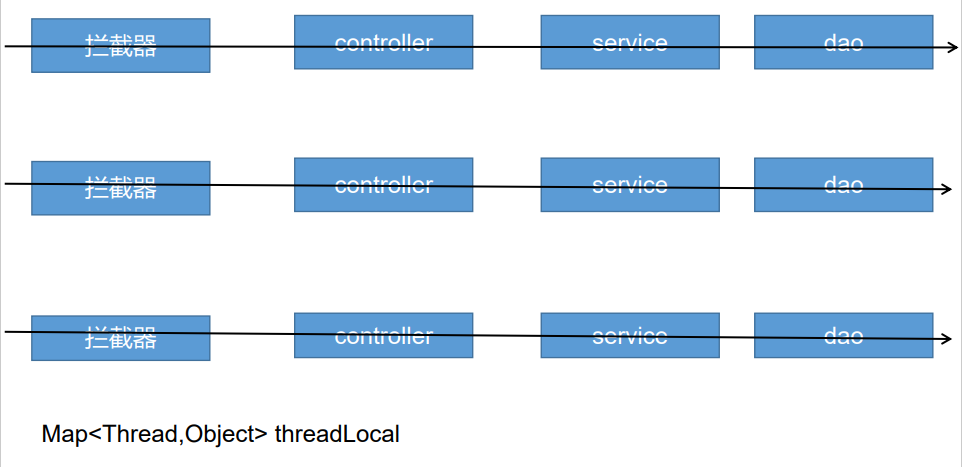 拦截器 controller service dao
拦截器 controller service dao
拦截器 controller service dao
Map<Thread,Object> threadLocal